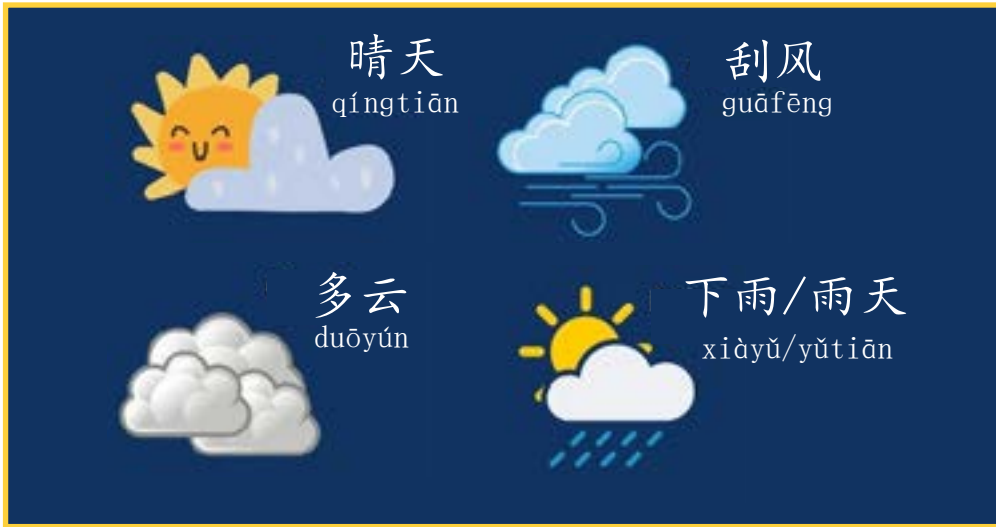 晴天
qíngtiān
刮风
guāfēng
多云
duōyún
下雨/雨天
xiàyǔ/yǔtiān